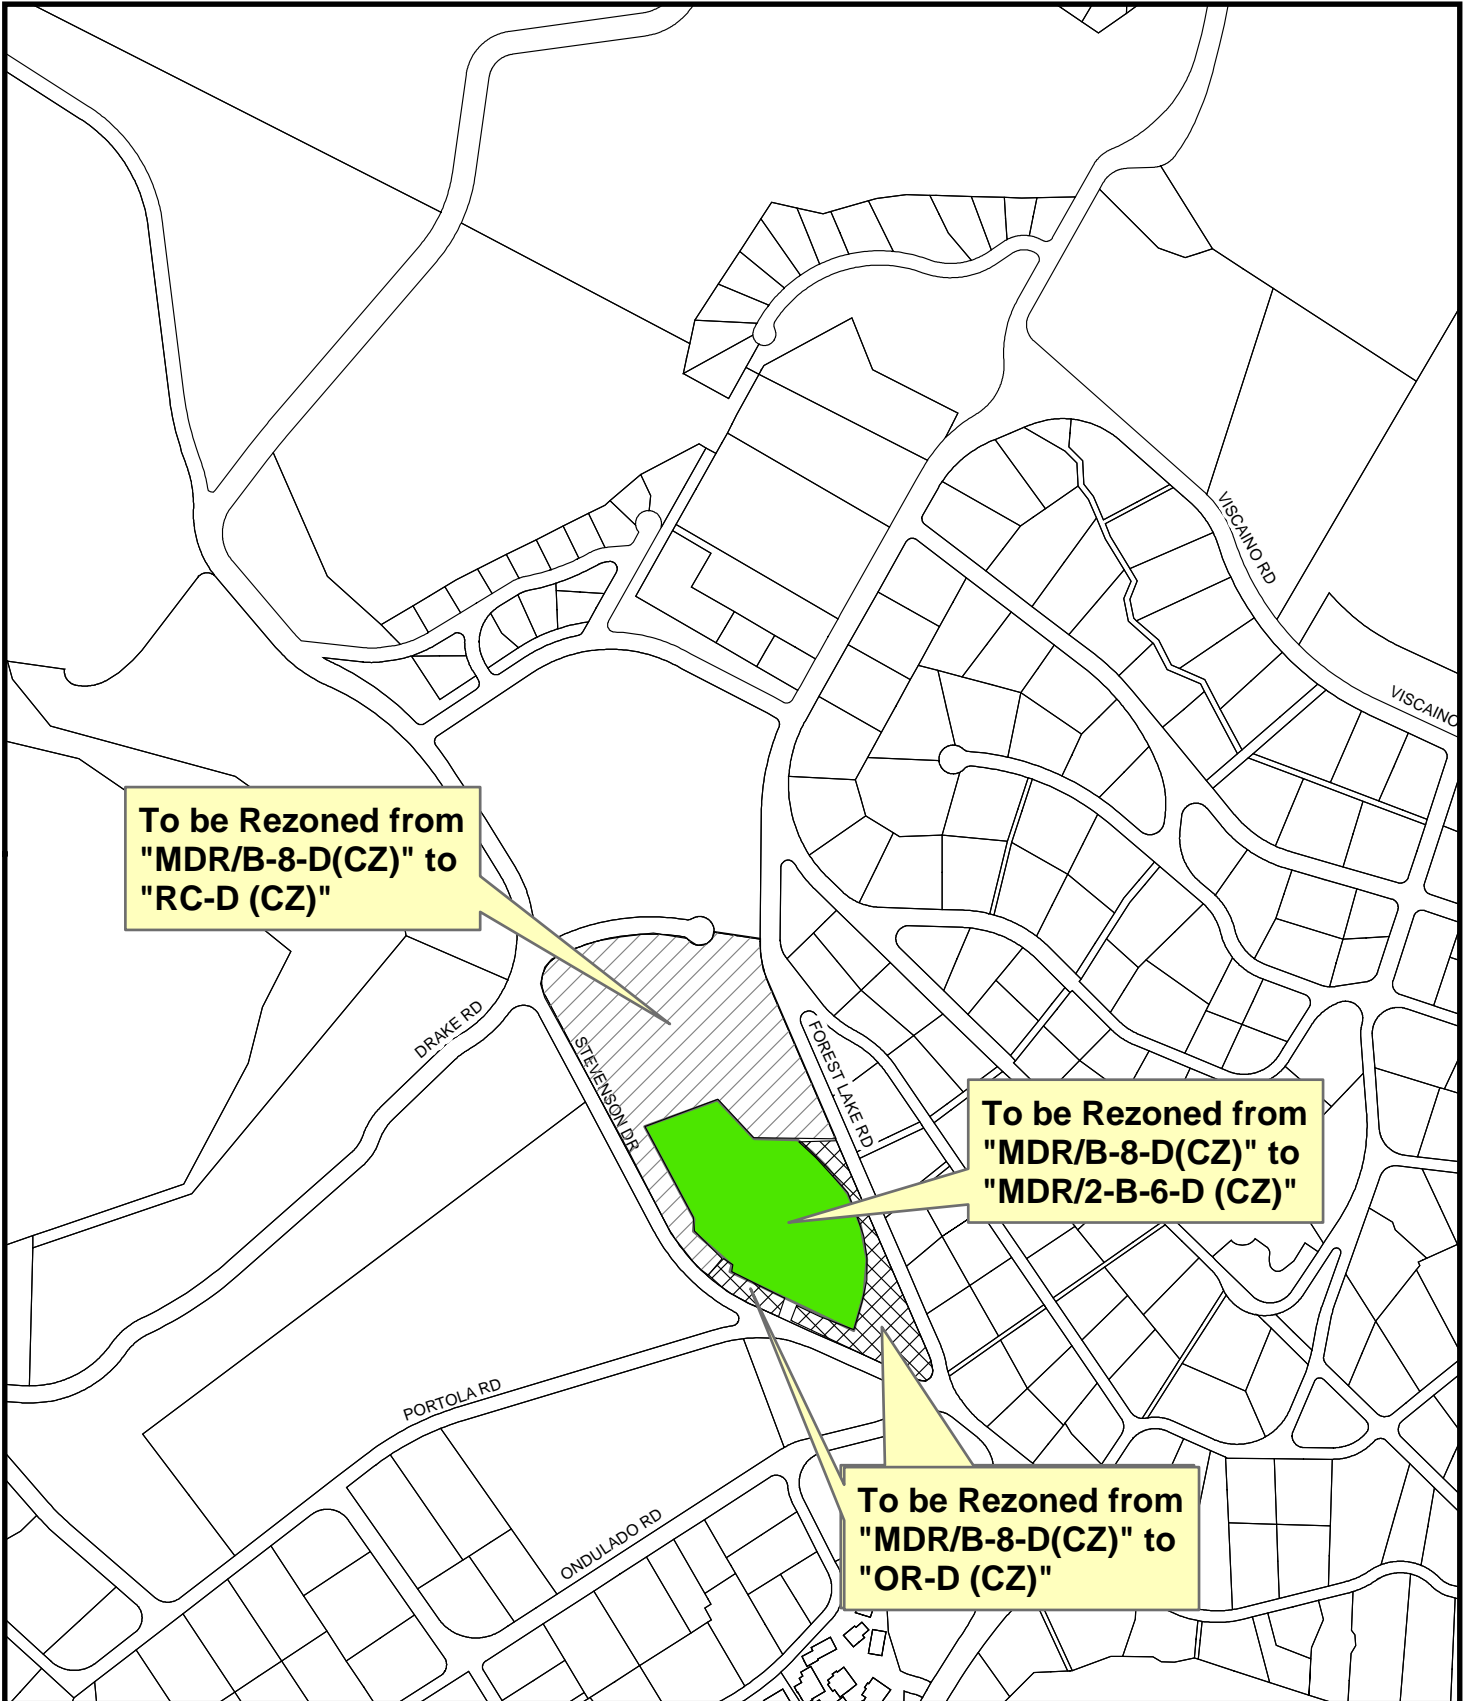 VISCAINO RD
VISCAINO
To be Rezoned from
"MDR/B-8-D(CZ)" to
"RC-D (CZ)"
DRAKE RD
STEVENSON DR
FOREST LAKE RD
To be Rezoned from
"MDR/B-8-D(CZ)" to
"MDR/2-B-6-D (CZ)"
PORTOLA RD
ONDULADO RD
To be Rezoned from
"MDR/B-8-D(CZ)" to
"OR-D (CZ)"